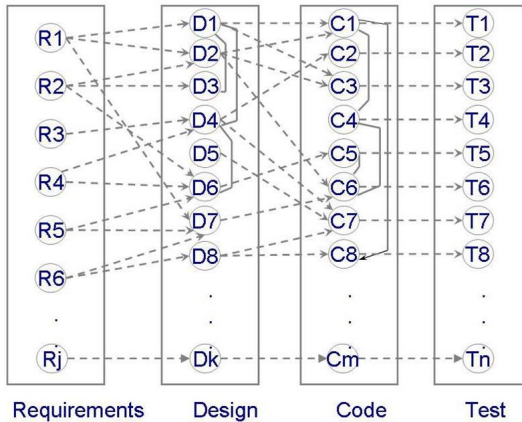 R1 D1 C1 T1
R2 D2 C2 T2
R3 D3 C3 T3
R4 D4 C4 T4
R5 D5 C5 T5
R6 D6 C6 T6
D7 C7 T7
D8 C8 T8
. . . .
. . . .
Rj Dk Cm Tn
Requirements Design Code Test